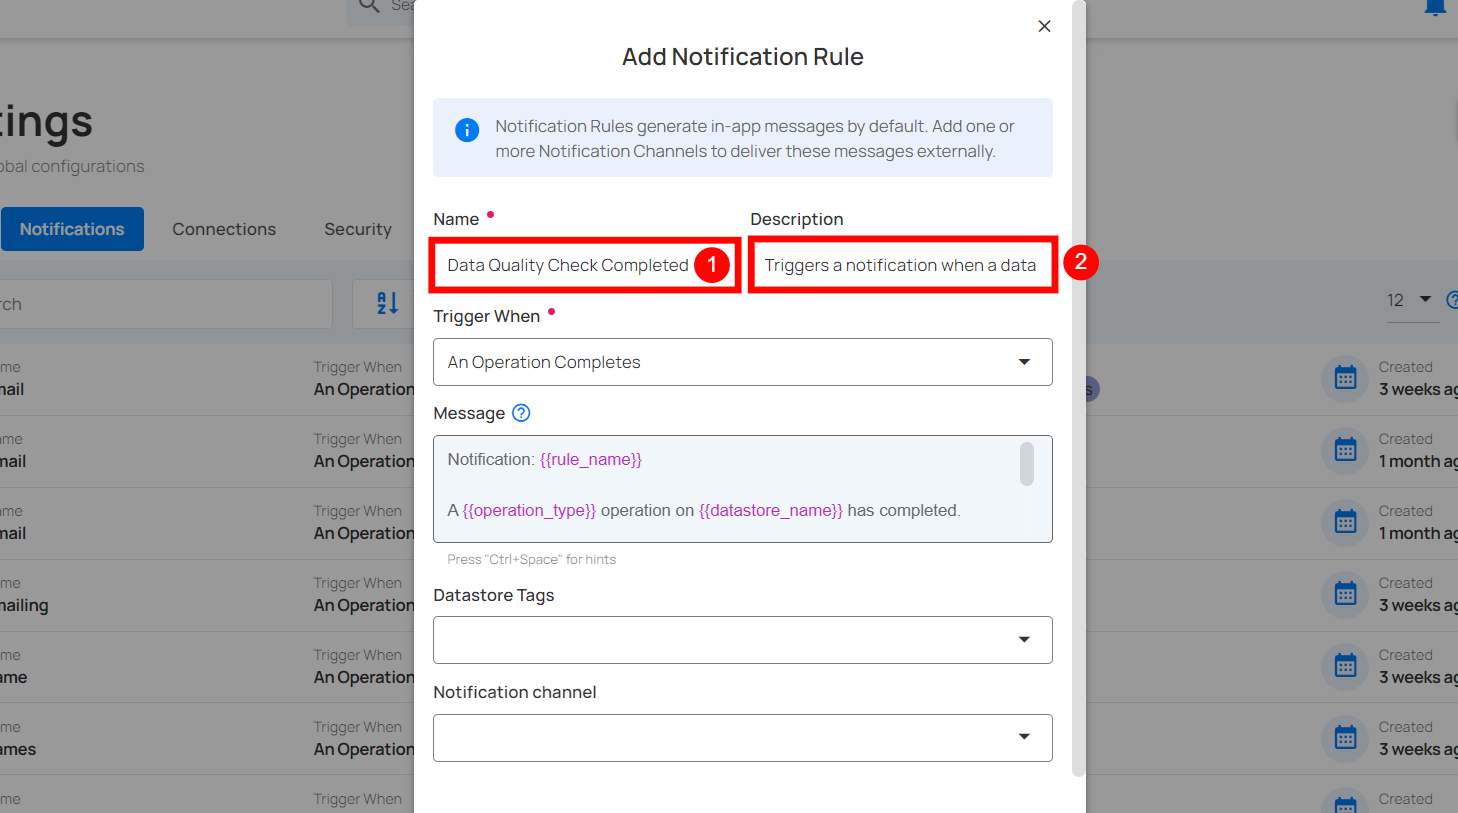 Sea
Add Notification Rule
Notification Rules generate in-app messages by default. Add one or
more Notification Channels to deliver these messages externally.
tings
obal configurations
Notifications
Connections
Security
Name
Description
Data Quality Check Completed
1
Triggers a notification when a data
2
rch
A
Z
12
Trigger When
An Operation Completes
me
Trigger When
Created
mail
An Operation
s
3 weeks ag
Message
ame
Trigger When
Created
mail
An Operation
1 month ag
Notification: {{rule_name}}
A {{operation_type}} operation on {{datastore_name}} has completed.
Press "Ctrl+Space" for hints
me
Trigger When
Created
mail
An Operation
1 month ag
Datastore Tags
me
Trigger When
Created
nailing
An Operation
3 weeks ag
me
Trigger When
Created
ame
An Operation
3 weeks ag
Notification channel
me
Trigger When
Created
ames
An Operation
3 weeks ag
me
Trigger When
Created